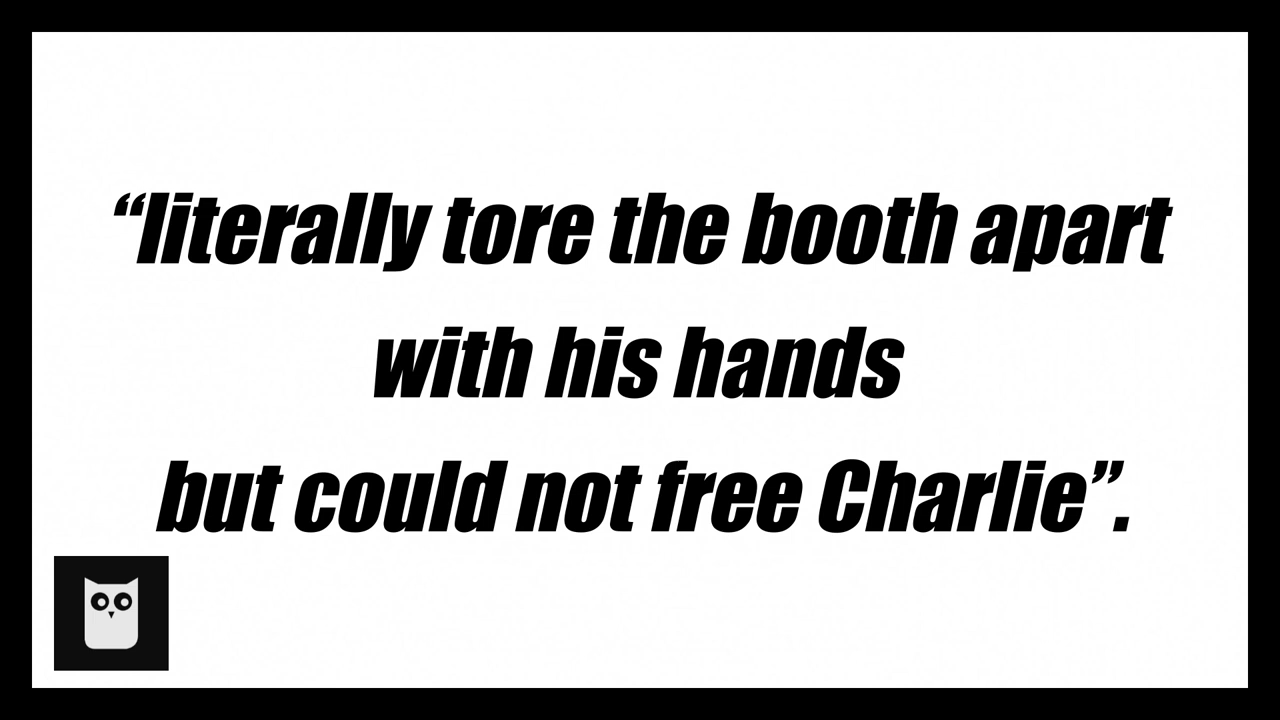 “literally tore the booth apart
with his hands
but could not free Charlie”.